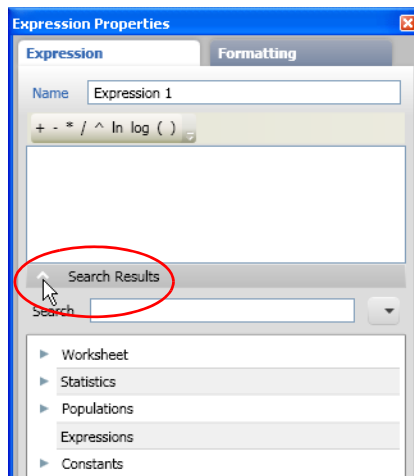 Expression Properties
Expression Formatting
Name Expression 1
+ - * / ^ ln log ( )
Search Results
Search
Worksheet
Statistics
Populations
Expressions
Constants